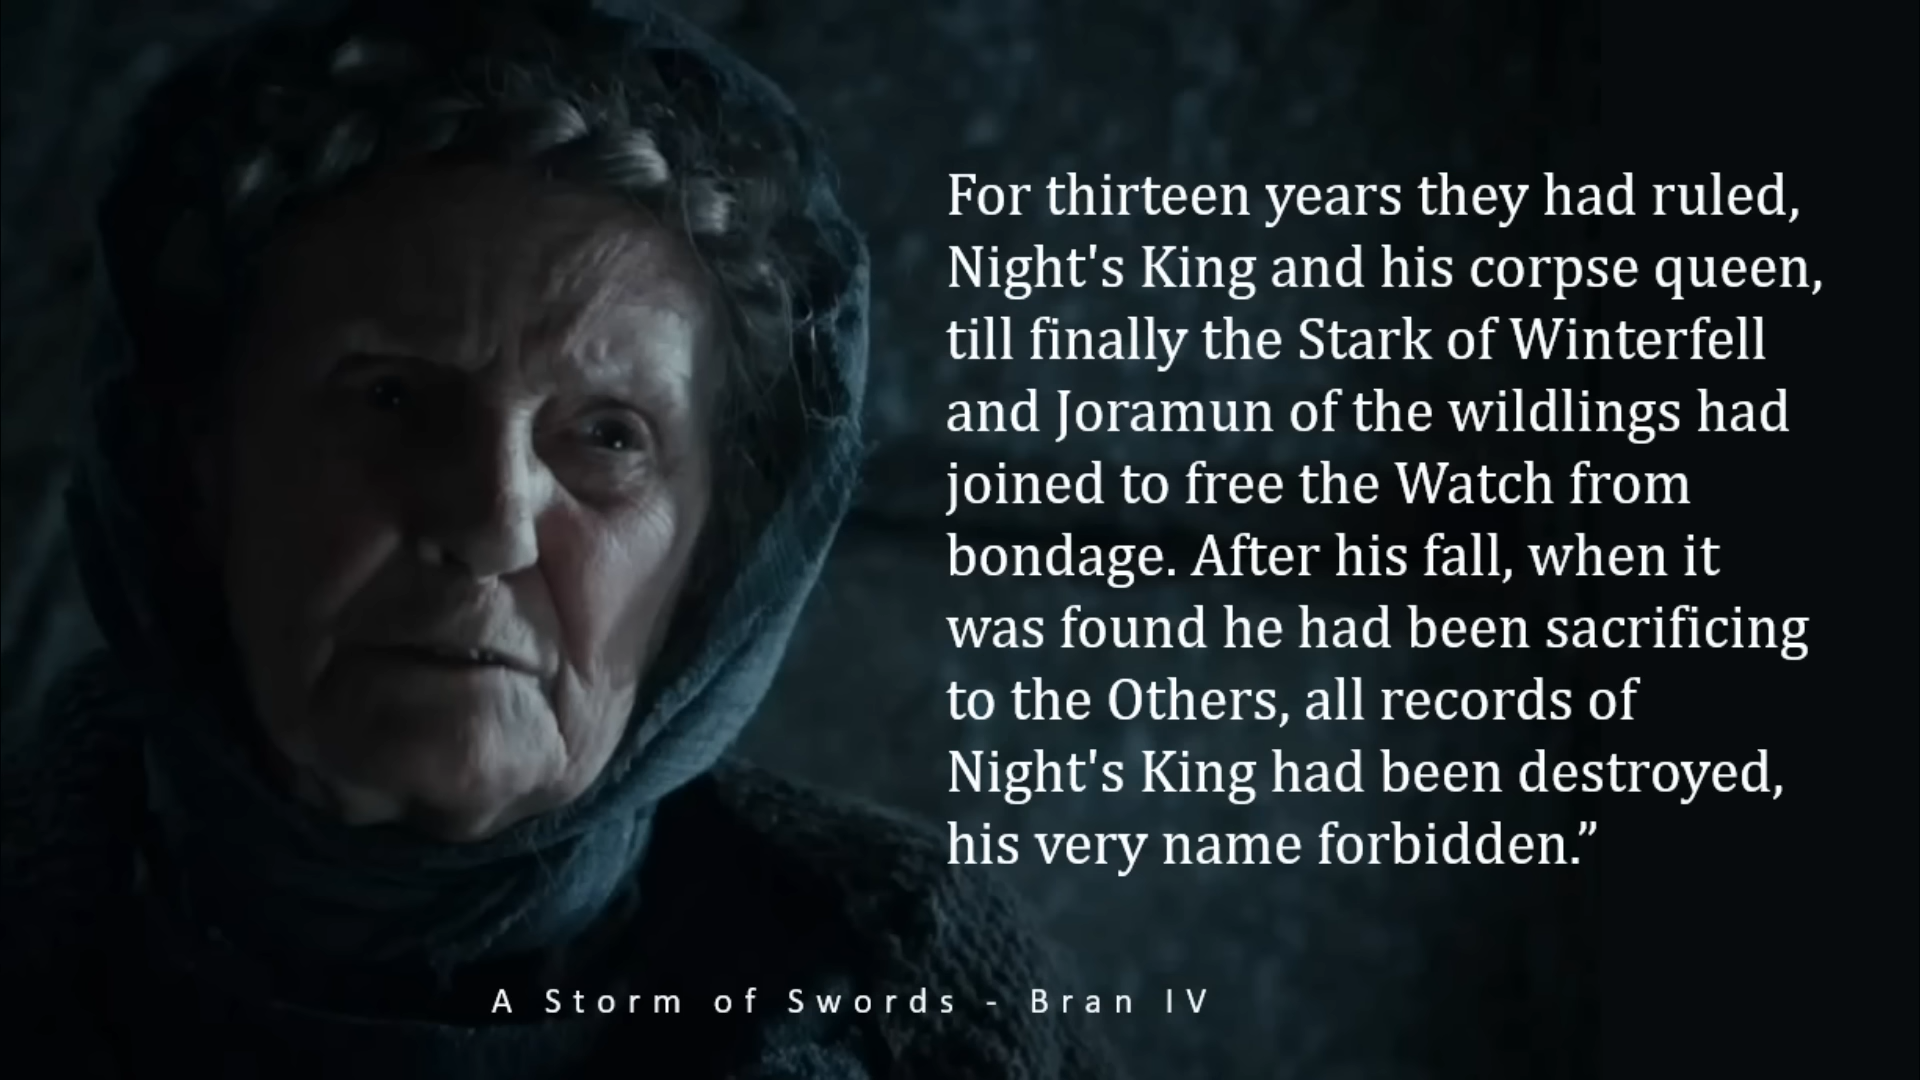 For thirteen years they had ruled,
Night's King and his corpse queen,
till finally the Stark of Winterfell
and Joramun of the wildlings had
joined to free the Watch from
bondage. After his fall, when it
was found he had been sacrificing
to the Others, all records of
Night's King had been destroyed,
his very name forbidden.”
A Storm of Swords - Bran IV